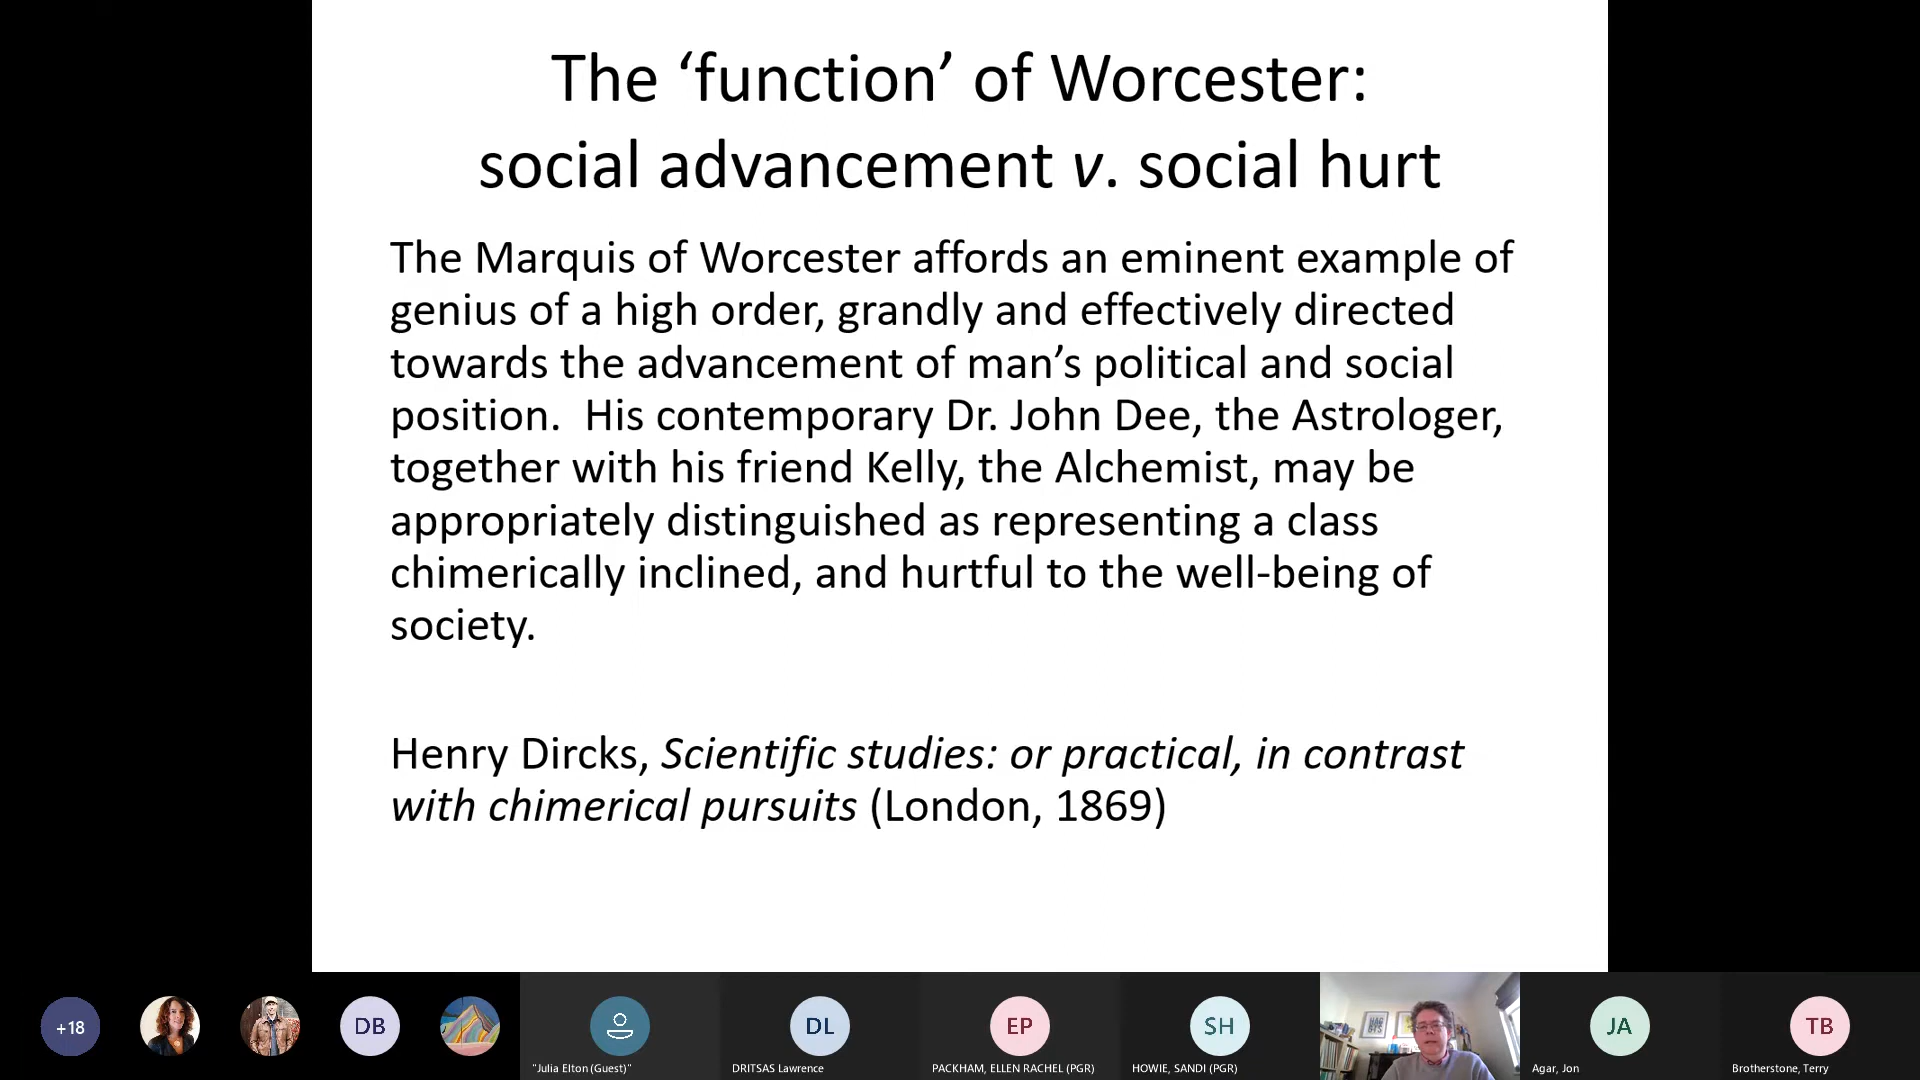 The ‘function’ of Worcester:
social advancement v. social hurt
The Marquis of Worcester affords an eminent example of
genius of a high order, grandly and effectively directed
towards the advancement of man’s political and social
position.  His contemporary Dr. John Dee, the Astrologer,
together with his friend Kelly, the Alchemist, may be
appropriately distinguished as representing a class
chimerically inclined, and hurtful to the well-being of
society.
Henry Dircks, Scientific studies: or practical, in contrast
with chimerical pursuits (London, 1869)
+18
DB
DL
EP
SH
JA
TB
"Julia Elton (Guest)"
DRITSAS Lawrence
PACKHAM, ELLEN RACHEL (PGR)
HOWIE, SANDI (PGR)
Agar, Jon
Brotherstone, Terry